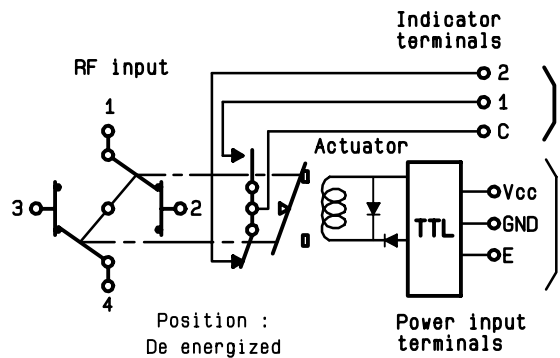 Indicator
terminals
RF input
2
1
1
C
Actuator
3
2
TTL
Vcc
GND
E
4
Position :
De energized
Power input
terminals